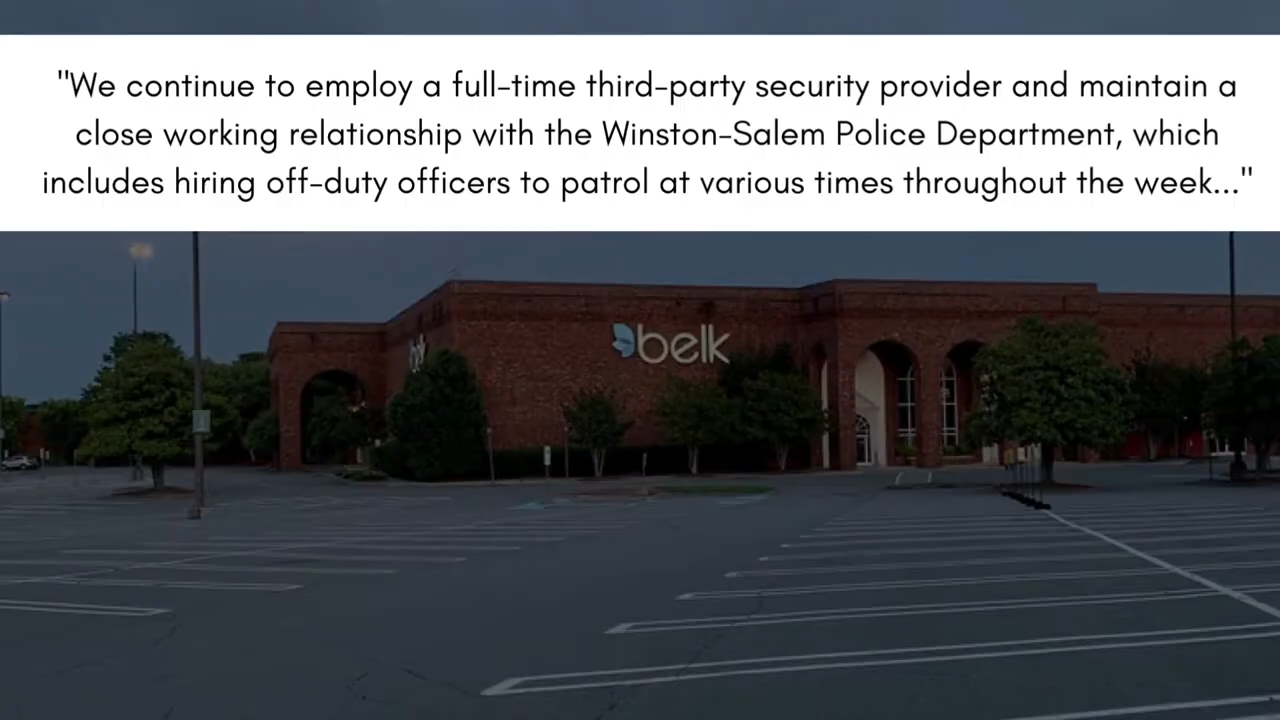 "We continue to employ a full-time third-party security provider and maintain a
close working relationship with the Winston-Salem Police Department, which
includes hiring off-duty officers to patrol at various times throughout the week..."
belk